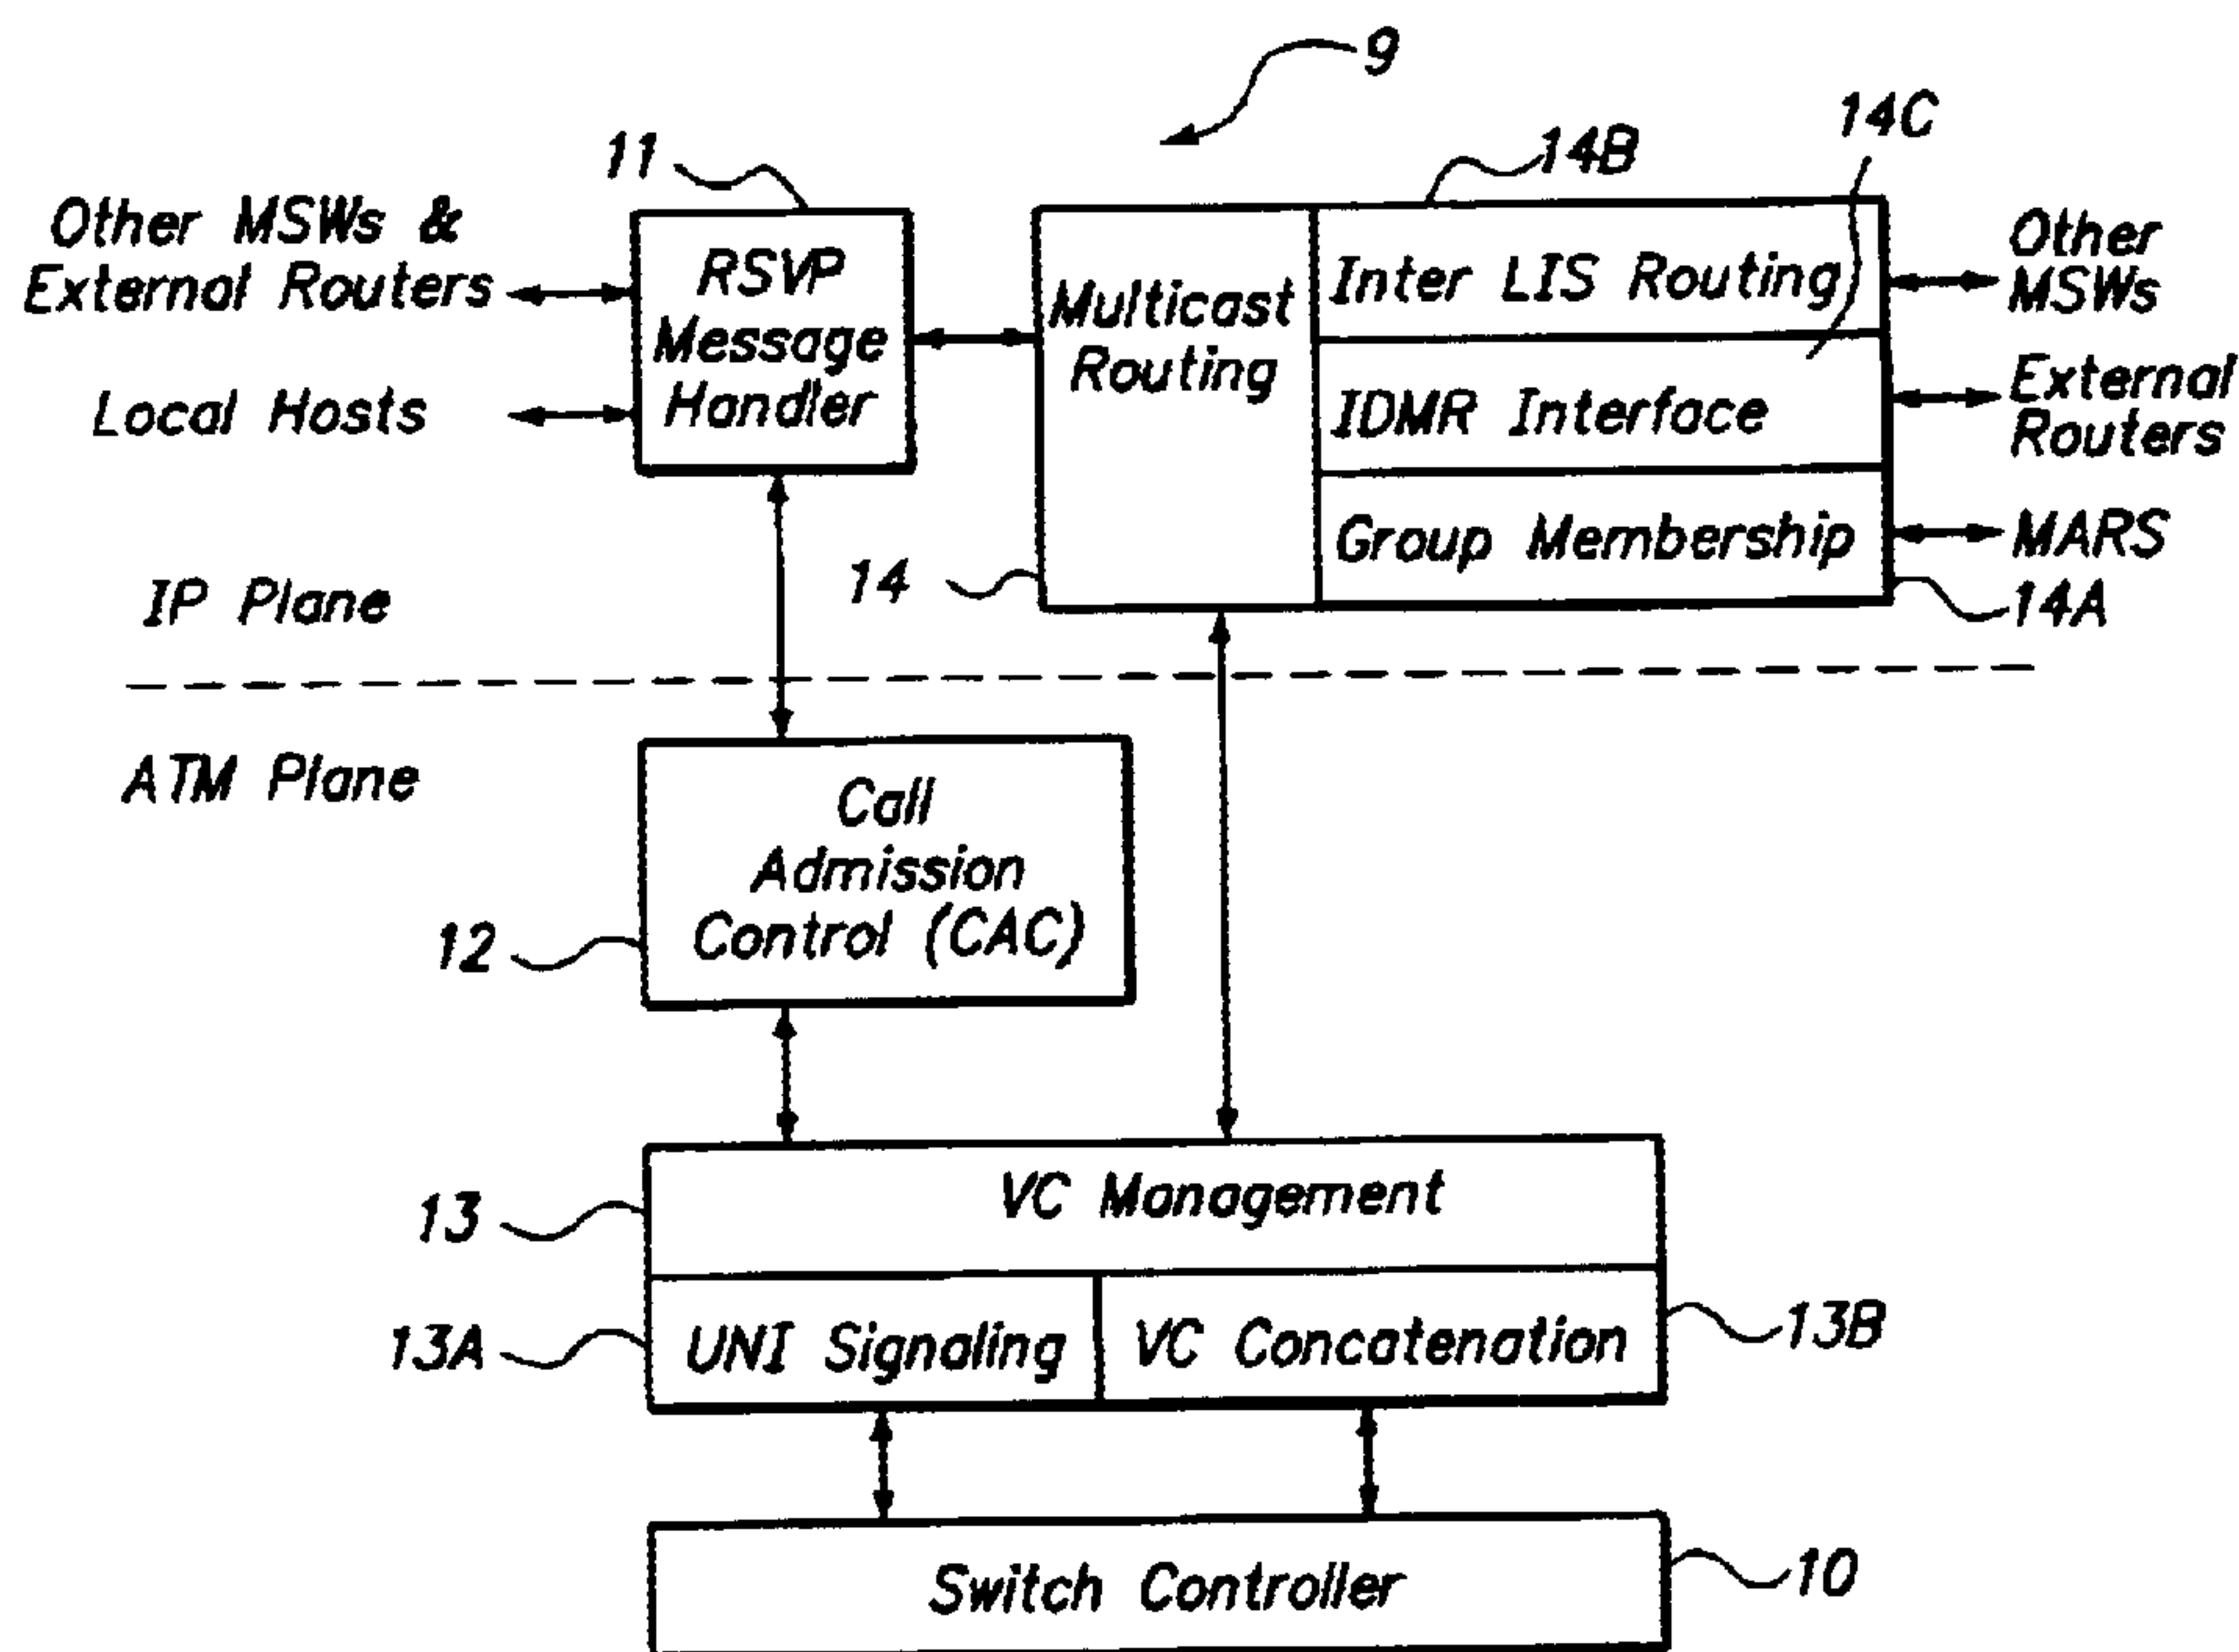 9
14C
11
14B
Other MSWs &
External Routers
Local Hosts
RSVP
Message
Handler
Multicast
Routing
Inter LIS Routing
IDMR Interface
Group Membership
Other
MSWs
External
Routers
MARS
14
14A
IP Plane
ATM Plane
Call
Admission
Control (CAC)
12
VC Management
13
13A
UNI Signaling
VC Concatenation
13B
Switch Controller
10